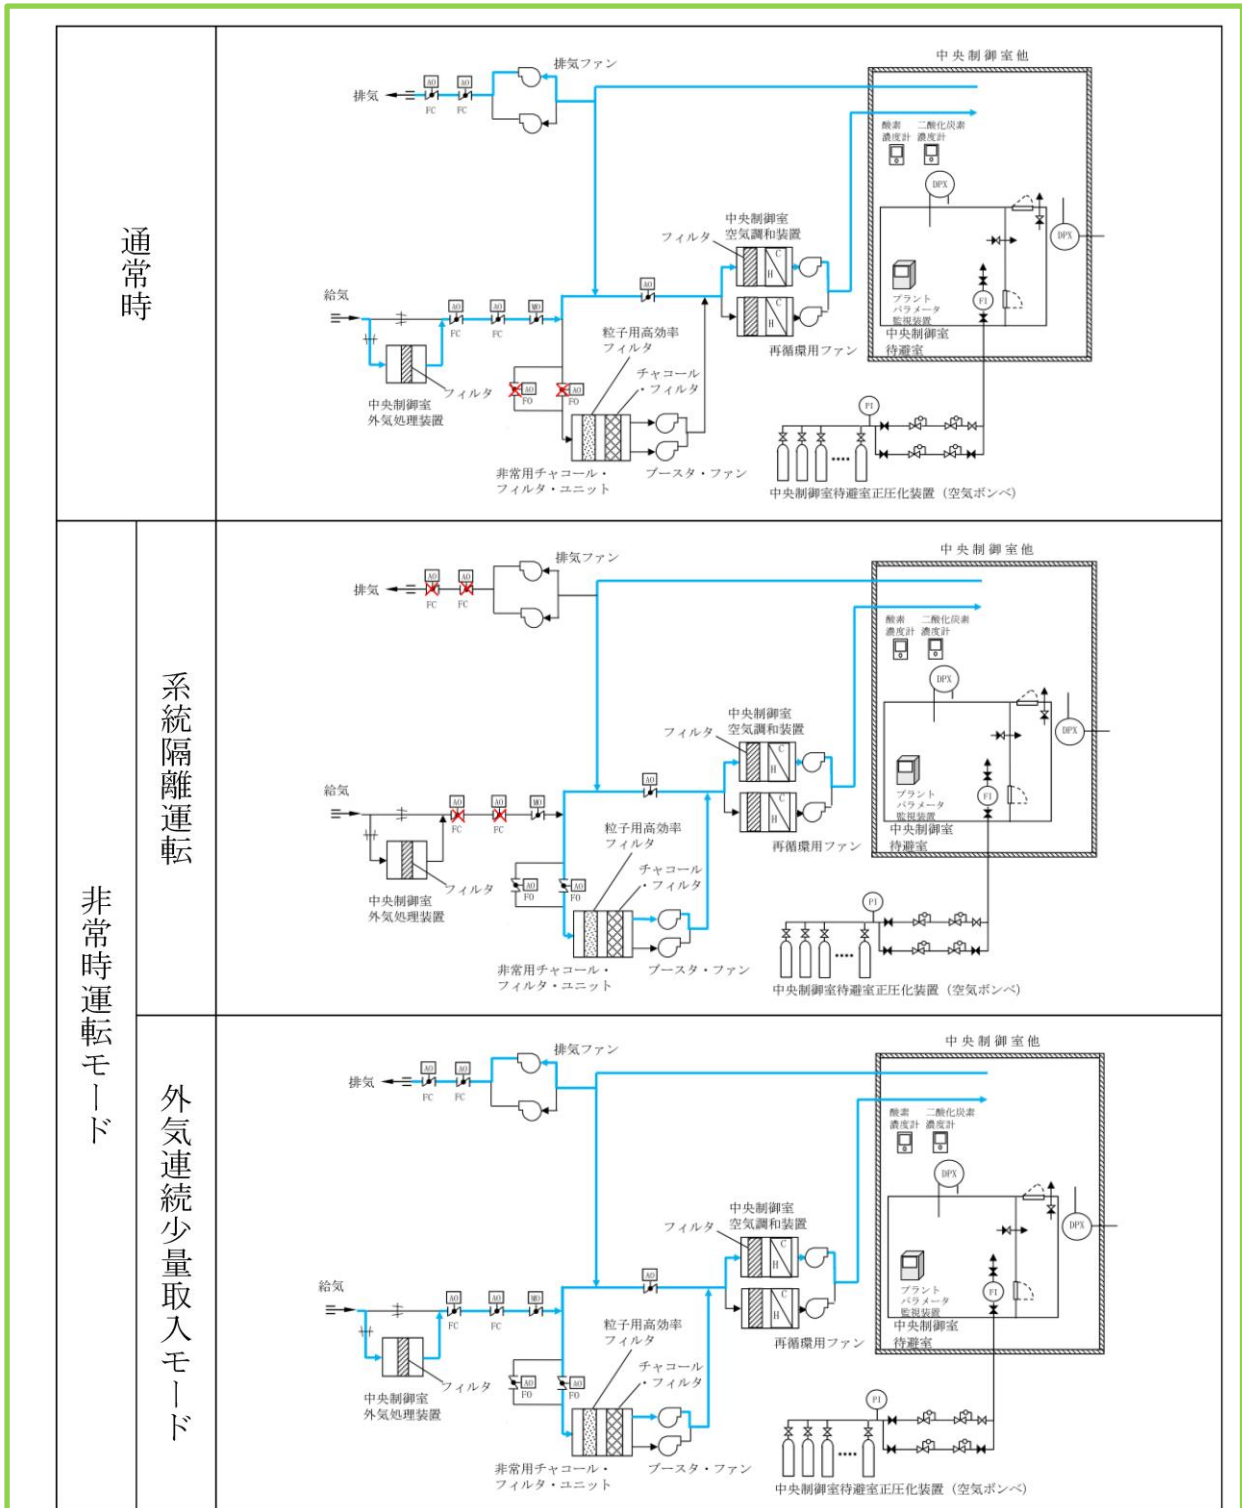 通常時
中央制御室他
排気ファン
排気
AO
AO
FC
FC
酸素
濃度計
二酸化炭素
濃度計
DPX
DPX
中央制御室
空気調和装置
フィルタ
C
H
C
H
再循環用ファン
AO
給気
AO
AO
MO
FC
FC
フィルタ
中央制御室
外気処理装置
粒子用高効率
フィルタ
チャコール
・フィルタ
AO
FO
AO
FO
非常用チャコール・
フィルタ・ユニット
ブースタ・ファン
プラント
パラメータ
監視装置
中央制御室
待避室
FI
PI
中央制御室待避室正圧化装置（空気ボンベ）
非常時運転モード
系統隔離運転
中央制御室他
排気ファン
排気
AO
AO
FC
FC
酸素
濃度計
二酸化炭素
濃度計
DPX
DPX
中央制御室
空気調和装置
フィルタ
C
H
C
H
再循環用ファン
AO
給気
AO
AO
MO
FC
FC
フィルタ
中央制御室
外気処理装置
粒子用高効率
フィルタ
チャコール
・フィルタ
AO
FO
AO
FO
非常用チャコール・
フィルタ・ユニット
ブースタ・ファン
プラント
パラメータ
監視装置
中央制御室
待避室
FI
PI
中央制御室待避室正圧化装置（空気ボンベ）
外気連続少量取入モード
中央制御室他
排気ファン
排気
AO
AO
FC
FC
酸素
濃度計
二酸化炭素
濃度計
DPX
DPX
中央制御室
空気調和装置
フィルタ
C
H
C
H
再循環用ファン
AO
給気
AO
AO
MO
FC
FC
フィルタ
中央制御室
外気処理装置
粒子用高効率
フィルタ
チャコール
・フィルタ
AO
FO
AO
FO
非常用チャコール・
フィルタ・ユニット
ブースタ・ファン
プラント
パラメータ
監視装置
中央制御室
待避室
FI
PI
中央制御室待避室正圧化装置（空気ボンベ）